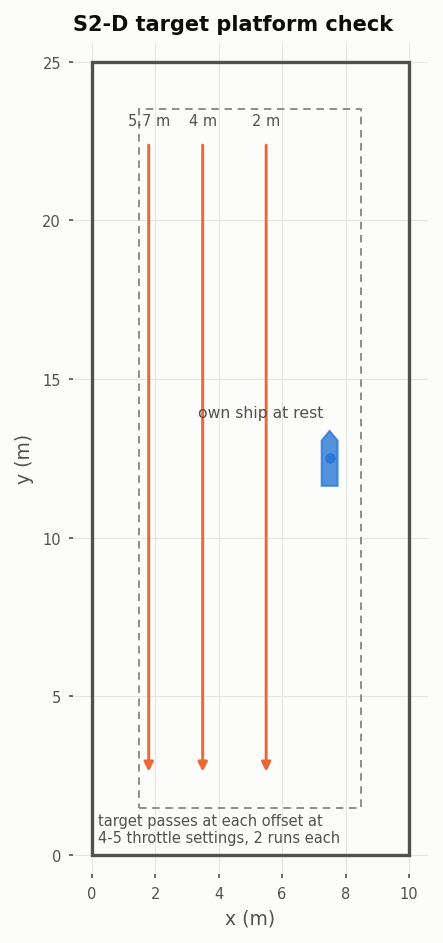 S2-D target platform check
25
5.7 m 4 m 2 m
20
15
own ship at rest
y (m)
10
5
target passes at each offset at
4-5 throttle settings, 2 runs each
0
0 2 4 6 8 10
x (m)